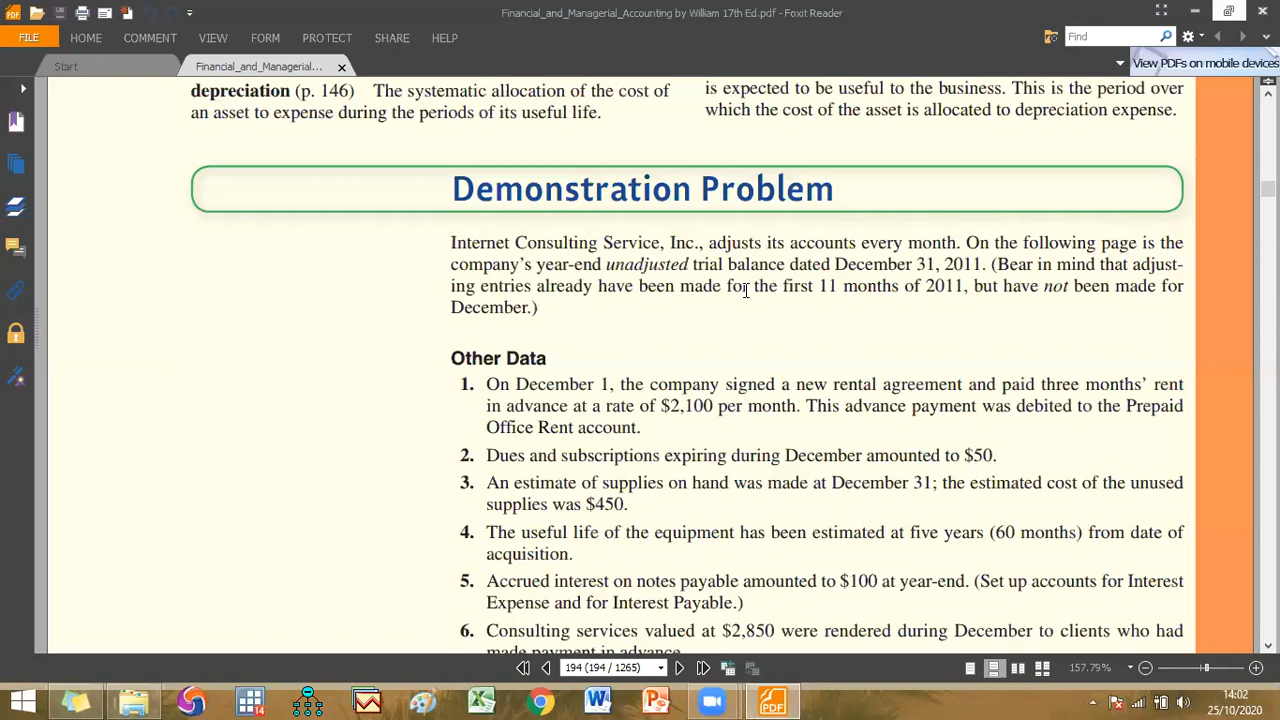 Financial_and_Managerial_Accounting by William 17th Ed.pdf - Foxit Reader
FILE HOME COMMENT VIEW FORM PROTECT SHARE HELP
Find
Start
Financial_and_Managerial...
View PDFs on mobile devices
depreciation (p. 146) The systematic allocation of the cost of
an asset to expense during the periods of its useful life.
is expected to be useful to the business. This is the period over
which the cost of the asset is allocated to depreciation expense.
Demonstration Problem
Internet Consulting Service, Inc., adjusts its accounts every month. On the following page is the
company's year-end unadjusted trial balance dated December 31, 2011. (Bear in mind that adjust-
ing entries already have been made for the first 11 months of 2011, but have not been made for
December.)
Other Data
1. On December 1, the company signed a new rental agreement and paid three months' rent
in advance at a rate of $2,100 per month. This advance payment was debited to the Prepaid
Office Rent account.
2. Dues and subscriptions expiring during December amounted to $50.
3. An estimate of supplies on hand was made at December 31; the estimated cost of the unused
supplies was $450.
4. The useful life of the equipment has been estimated at five years (60 months) from date of
acquisition.
5. Accrued interest on notes payable amounted to $100 at year-end. (Set up accounts for Interest
Expense and for Interest Payable.)
6. Consulting services valued at $2,850 were rendered during December to clients who had
made payment in advance.
194 (194 / 1265)
157.79%
14
PDF
14:02
25/10/2020